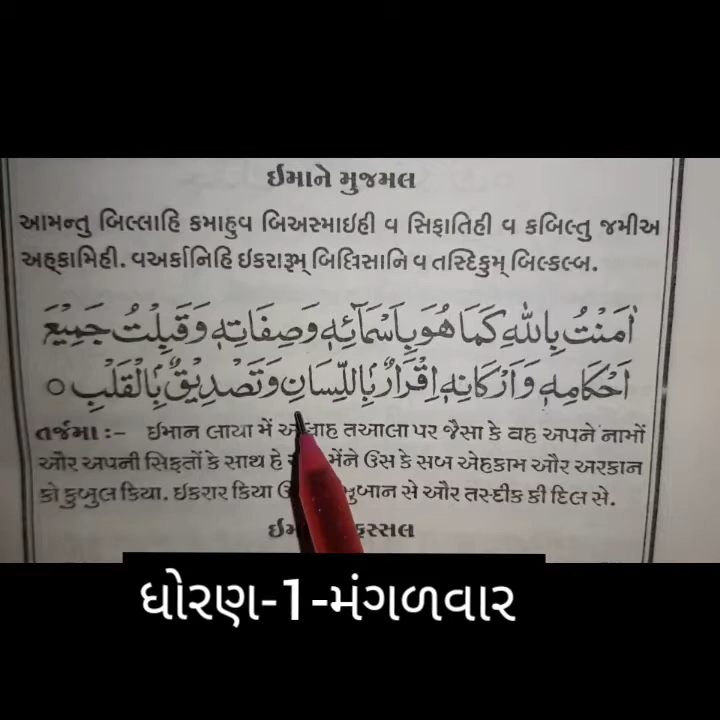 ઈમાને મુજમલ
આમન્તુ બિલ્લાહિ કમાહુવ બિઅસ્માઈહી વ સિફાતિહી વ કબિલ્તુ જમીઅ
અહ્કામિહી. વઅર્કાનિહિ ઈકરારૂમ્ બિલ્લિસાનિ વ તસ્દિકુમ્ બિલ્કલ્બ.
اٰمَنْتُ بِاللّٰهِ كَمَا هُوَ بِاَسْمَآئِهٖ وَصِفَاتِهٖ وَقَبِلْتُ جَمِيْعَ
اَحْكَامِهٖ وَاَرْكَانِهٖ اِقْرَارٌ بِاللِّسَانِ وَتَصْدِيْقٌ بِالْقَلْبِ ○
તર્જમા :– ઈમાન લાયા મેં તઆલા પર જૈસા કે વહ અપને નામોં
ઔર અપની સિફતોં કે સાથ હે મેંને ઉસ કે સબ એહકામ ઔર અરકાન
કો કુબુલ કિયા. ઈકરાર કિયા સે ઔર તસ્દીક કી દિલ સે.
ધોરણ-1-મંગળવાર